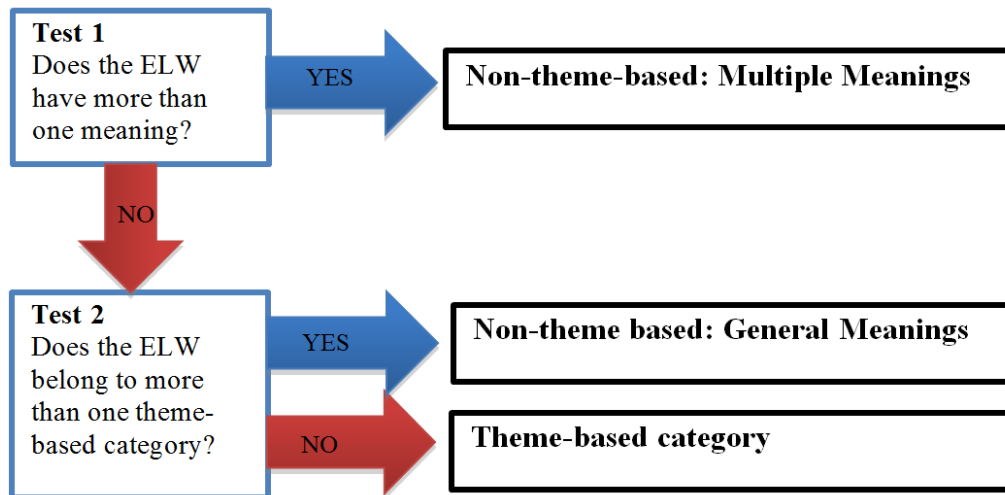 Test 1
Does the ELW
have more than
one meaning?
YES
Non-theme-based: Multiple Meanings
NO
Test 2
Does the ELW
belong to more
than one theme-
based category?
YES
Non-theme based: General Meanings
NO
Theme-based category